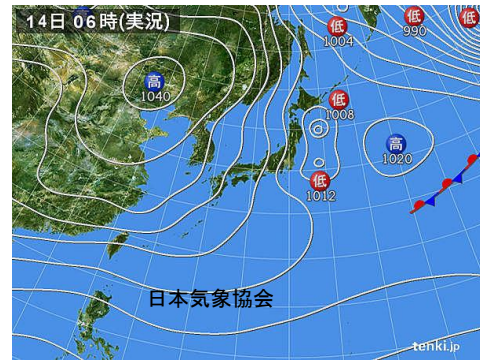 14日 06時(実況)
低
1004
低
990
低
高
1040
低
1008
高
1020
低
1012
日本気象協会
tenki.jp